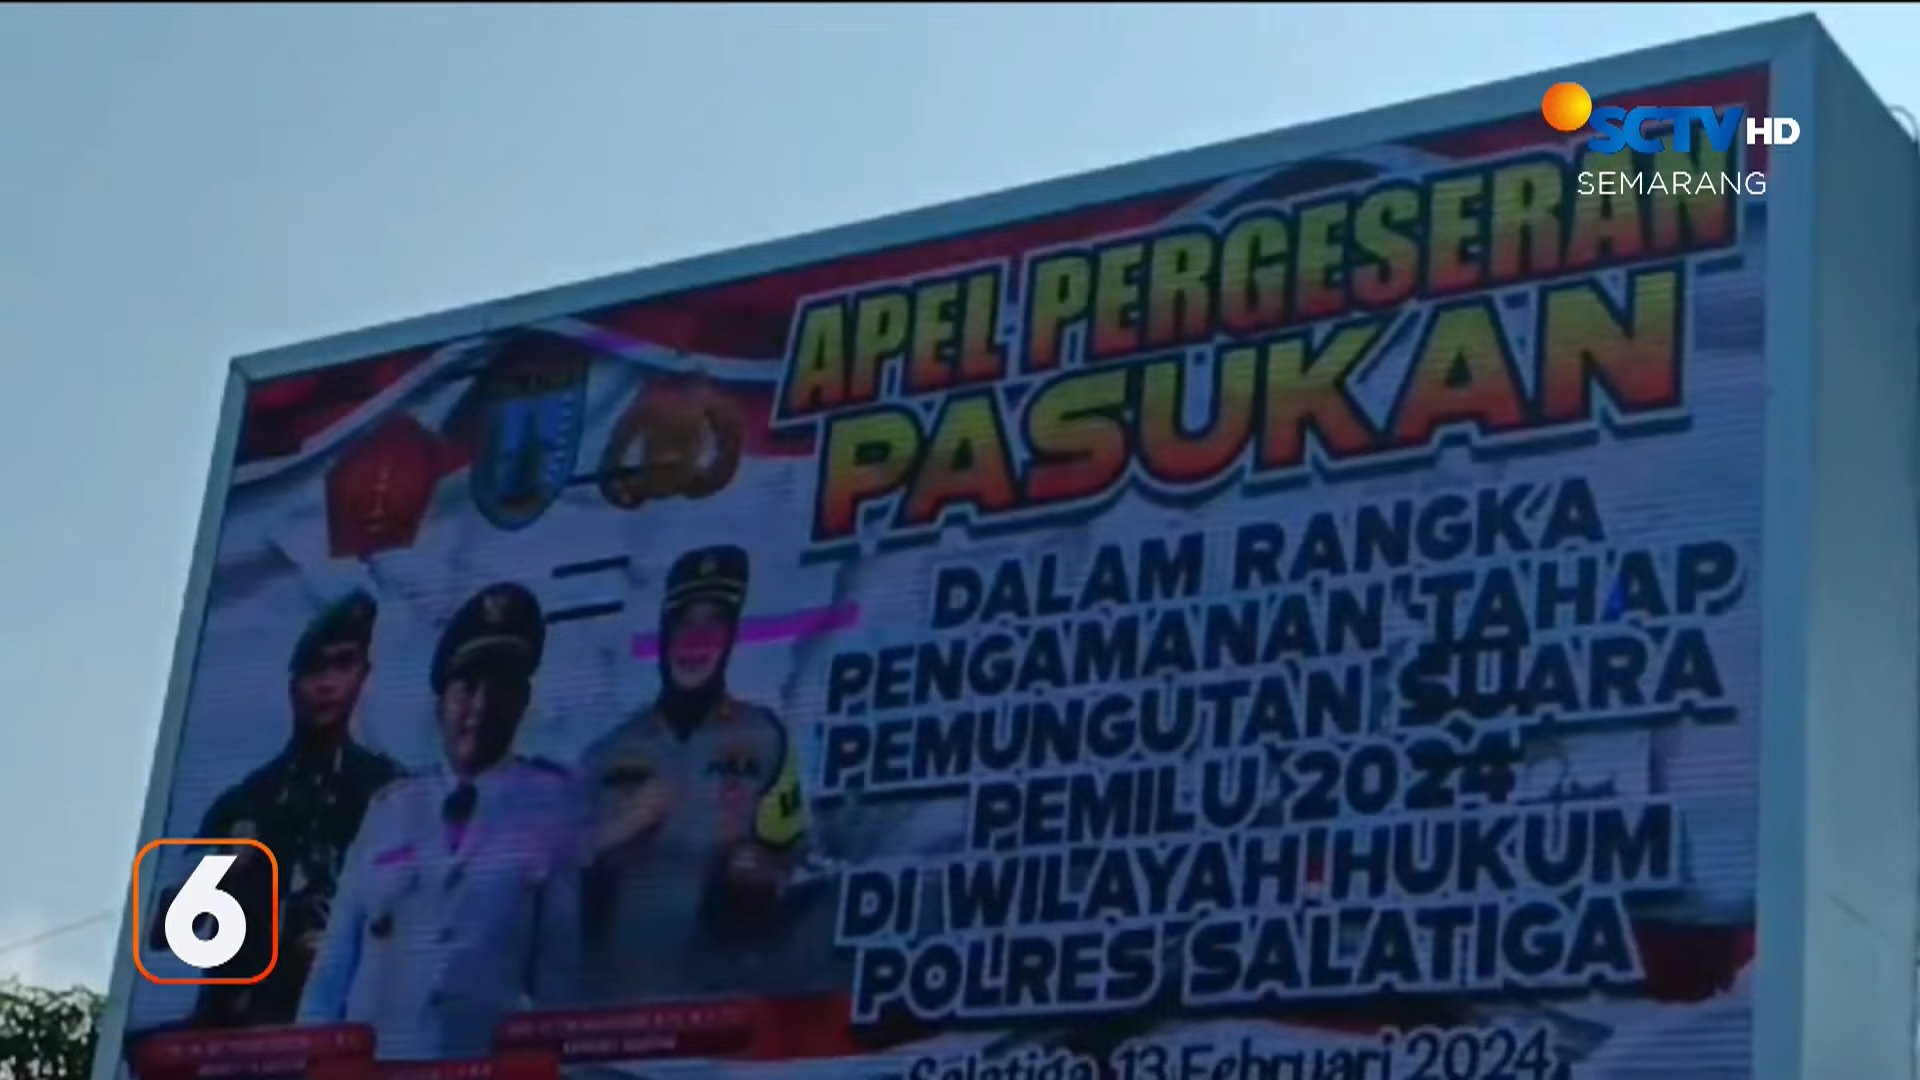 SCTV HD
SEMARANG
APEL PERGESERAN
PASUKAN
DALAM RANGKA
PENGAMANAN TAHAP
PEMUNGUTAN SUARA
PEMILU 2024
DI WILAYAH HUKUM
POLRES SALATIGA
Salatiga, 13 Februari 2024
6